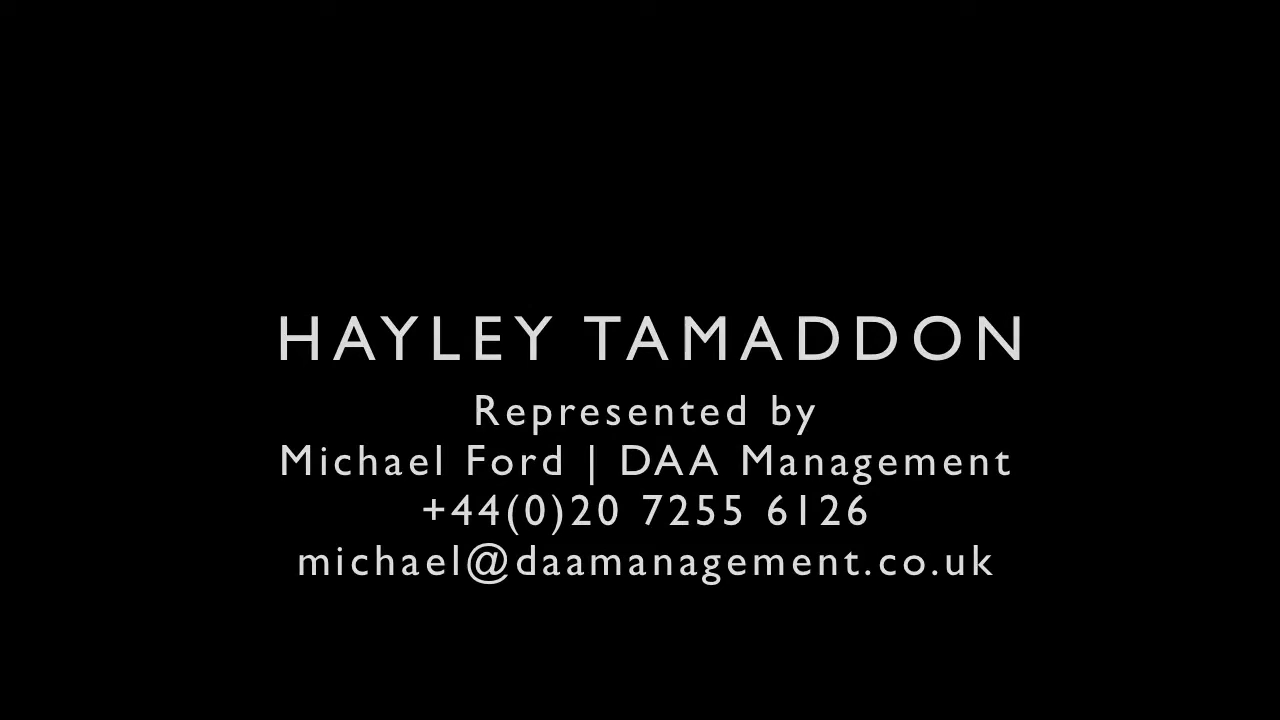 HAYLEY TAMADDON
Represented by
Michael Ford | DAA Management
+44(0)20 7255 6126
michael@daamanagement.co.uk